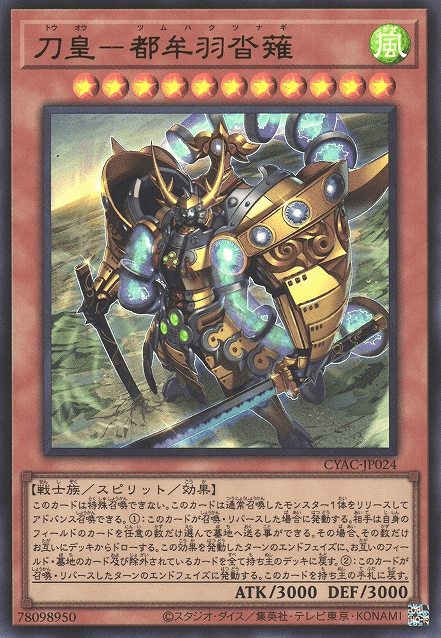 トウ オウ ツムハクツナギ
刀皇－都牟羽沓薙
風
CYAC-JP024
【戦士族／スピリット／効果】
このカードは特殊召喚できない。このカードは通常召喚したモンスター1体をリリースして
アドバンス召喚できる。①：このカードが召喚・リバースした場合に発動する。相手は自身の
フィールドのカードを任意の数だけ選んで墓地へ送る事ができる。その場合、その数だけ
お互いにデッキからドローする。この効果を発動したターンのエンドフェイズに、お互いのフィー
ルド・墓地のカード及び除外されているカードを全て持ち主のデッキに戻す。②：このカードが
召喚・リバースしたターンのエンドフェイズに発動する。このカードを持ち主の手札に戻す。
ATK/3000 DEF/3000
78098950 ©スタジオ・ダイス/集英社・テレビ東京・KONAMI